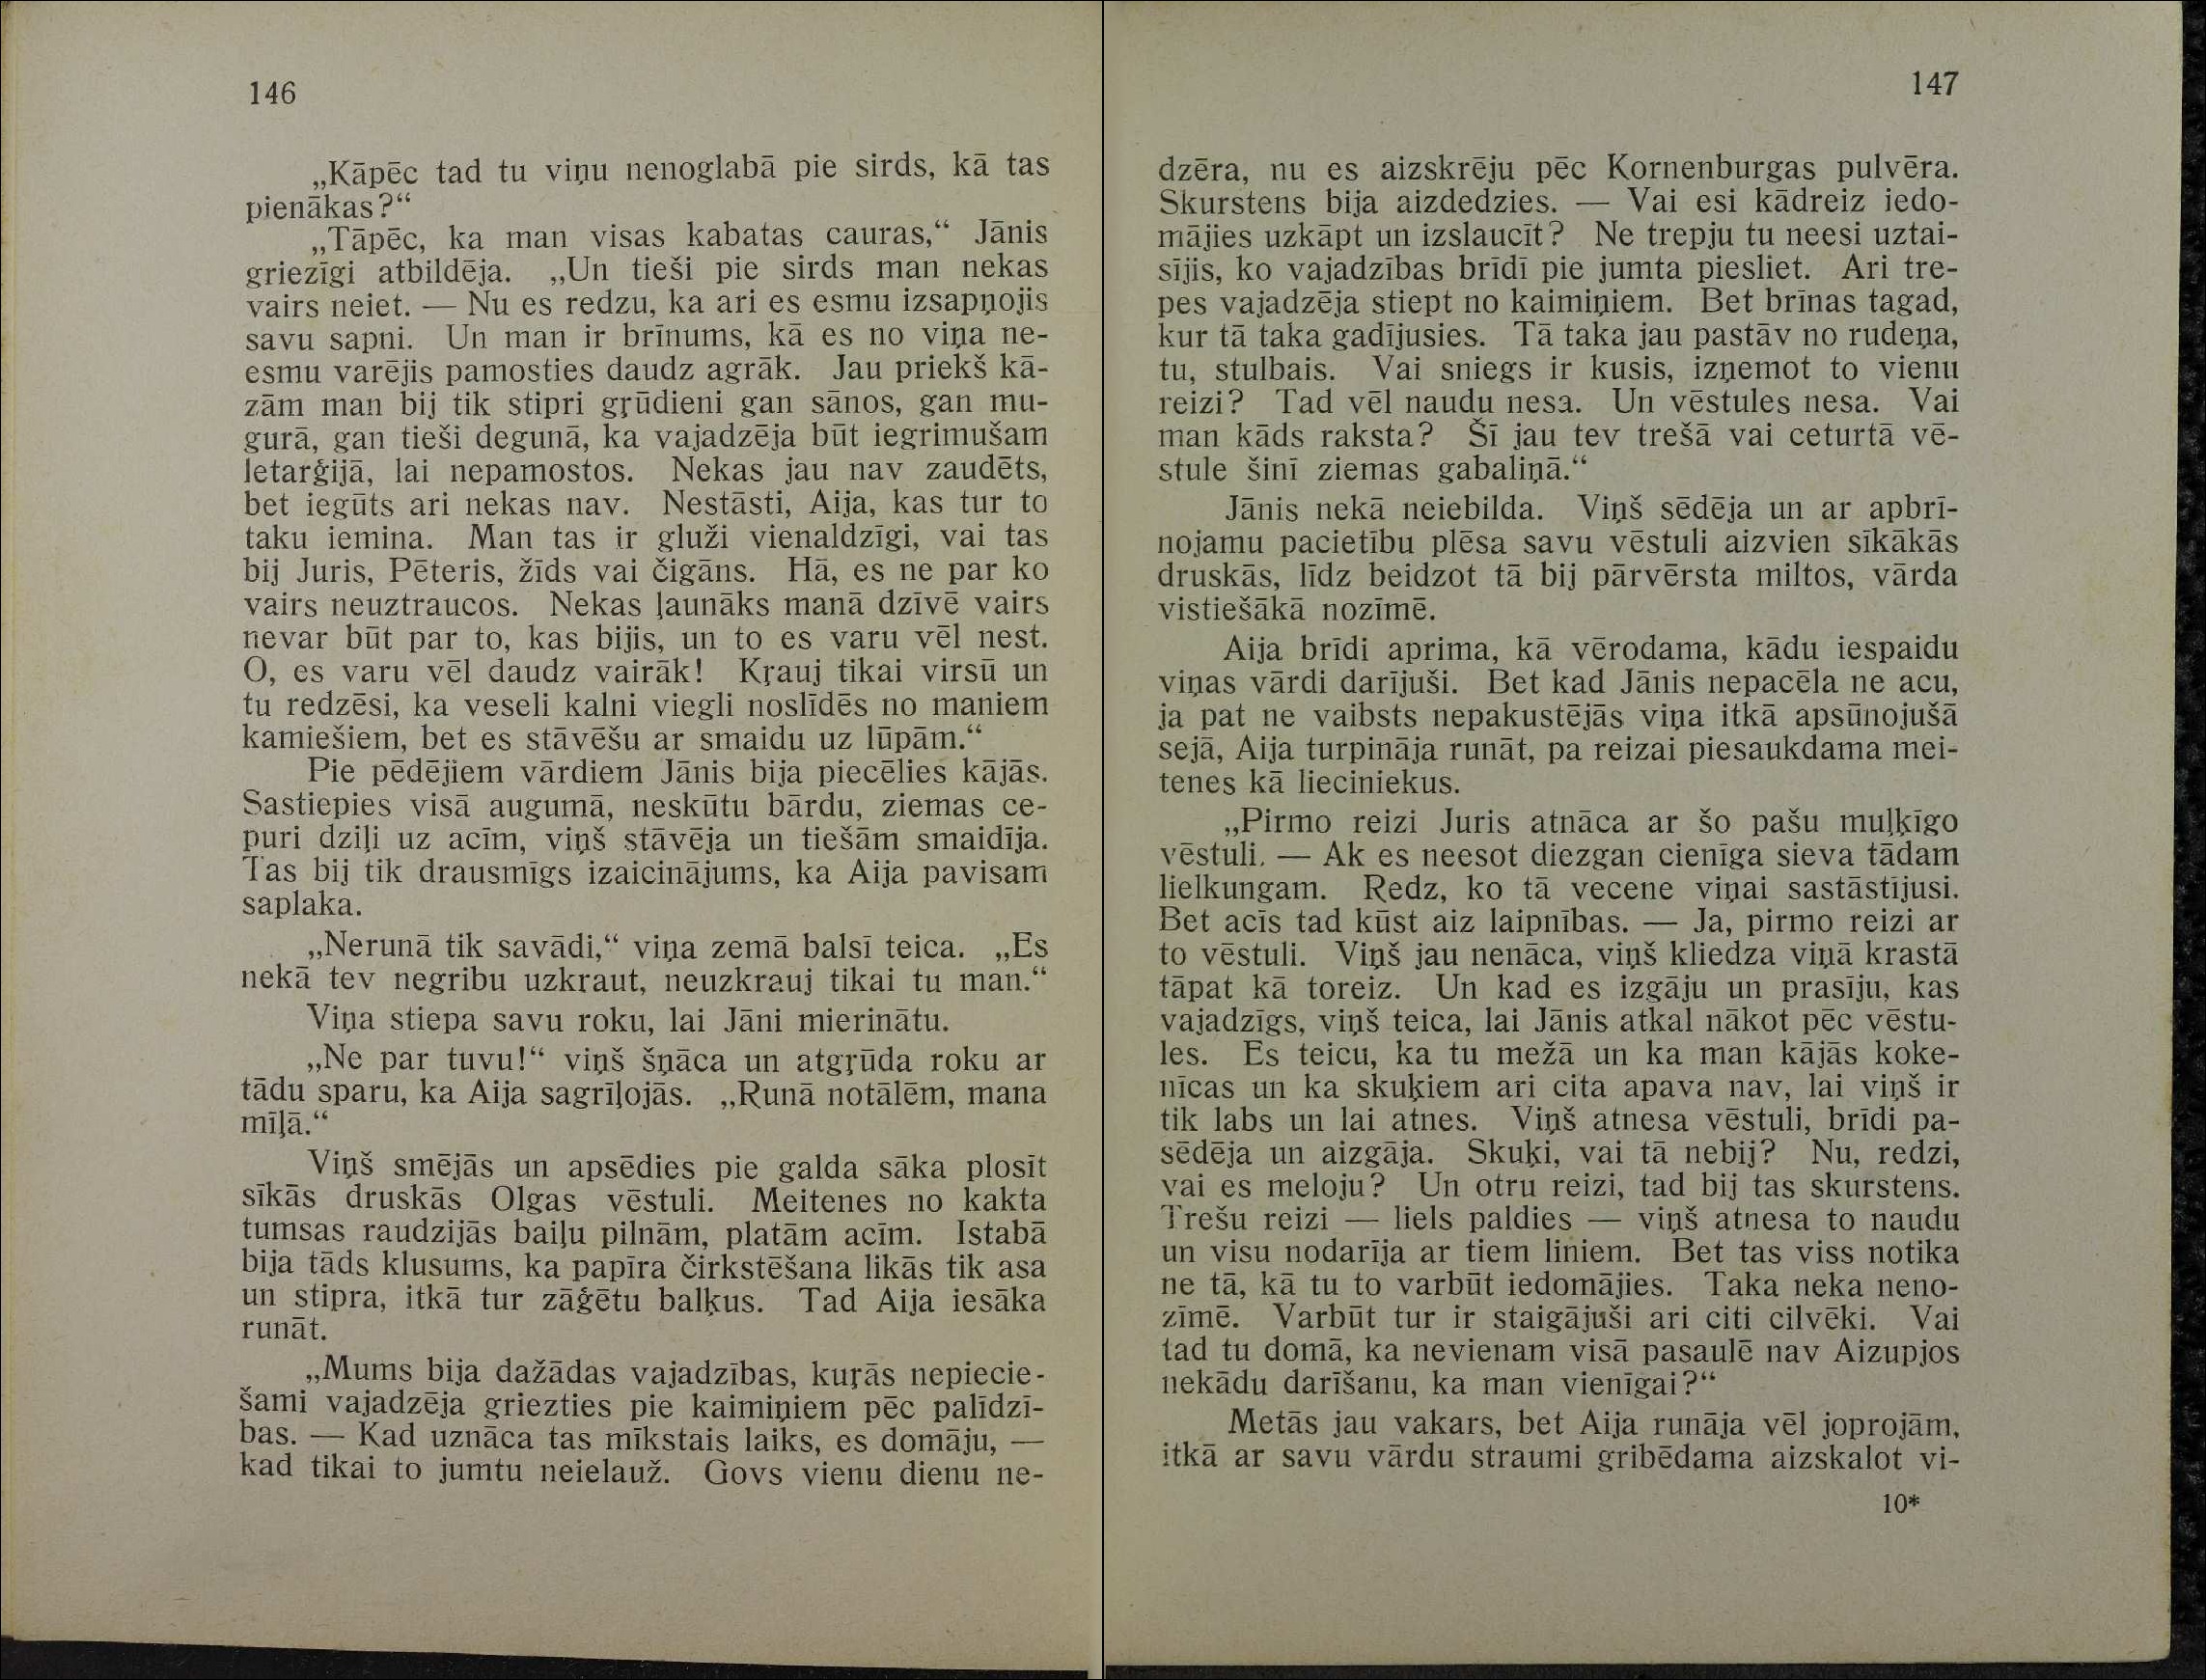 146
„Kāpēc tad tu viņu nenoglabā pie sirds, kā tas
pienākas?“
„Tāpēc, ka man visas kabatas cauras,“ Jānis
griezīgi atbildēja. „Un tieši pie sirds man nekas
vairs neiet. — Nu es redzu, ka ari es esmu izsapņojis
savu sapni. Un man ir brīnums, kā es no viņa ne-
esmu varējis pamosties daudz agrāk. Jau priekš kā-
zām man bij tik stipri gŗūdieni gan sānos, gan mu-
gurā, gan tieši degunā, ka vajadzēja būt iegrimušam
letarģijā, lai nepamostos. Nekas jau nav zaudēts,
bet iegūts ari nekas nav. Nestāsti, Aija, kas tur to
taku iemina. Man tas ir gluži vienaldzīgi, vai tas
bij Juris, Pēteris, žīds vai čigāns. Hā, es ne par ko
vairs neuztraucos. Nekas ļaunāks manā dzīvē vairs
nevar būt par to, kas bijis, un to es varu vēl nest.
O, es varu vēl daudz vairāk! Kŗauj tikai virsū un
tu redzēsi, ka veseli kalni viegli noslīdēs no maniem
kamiešiem, bet es stāvēšu ar smaidu uz lūpām.“
Pie pēdējiem vārdiem Jānis bija piecēlies kājās.
Sastiepies visā augumā, neskūtu bārdu, ziemas ce-
puri dziļi uz acīm, viņš stāvēja un tiešām smaidīja.
Tas bij tik drausmīgs izaicinājums, ka Aija pavisam
saplaka.
„Nerunā tik savādi,“ viņa zemā balsī teica. „Es
nekā tev negribu uzkraut, neuzkrauj tikai tu man.“
Viņa stiepa savu roku, lai Jāni mierinātu.
„Ne par tuvu!“ viņš šņāca un atgŗūda roku ar
tādu sparu, ka Aija sagrīļojās. „Runā notālēm, mana
mīļā.“
Viņš smējās un apsēdies pie galda sāka plosīt
sīkās druskās Olgas vēstuli. Meitenes no kakta
tumsas raudzijās baiļu pilnām, platām acīm. Istabā
bija tāds klusums, ka papīra čirkstēšana likās tik asa
un stipra, itkā tur zāģētu baļķus. Tad Aija iesāka
runāt.
„Mums bija dažādas vajadzības, kuŗās nepiecie-
šami vajadzēja griezties pie kaimiņiem pēc palīdzī-
bas. — Kad uznāca tas mīkstais laiks, es domāju, —
kad tikai to jumtu neielauž. Govs vienu dienu ne-
147
dzēra, nu es aizskrēju pēc Kornenburgas pulvēra.
Skurstens bija aizdedzies. — Vai esi kādreiz iedo-
mājies uzkāpt un izslaucīt? Ne trepju tu neesi uztai-
sījis, ko vajadzības brīdī pie jumta piesliet. Ari tre-
pes vajadzēja stiept no kaimiņiem. Bet brīnas tagad,
kur tā taka gadījusies. Tā taka jau pastāv no rudeņa,
tu, stulbais. Vai sniegs ir kusis, izņemot to vienu
reizi? Tad vēl naudu nesa. Un vēstules nesa. Vai
man kāds raksta? Šī jau tev trešā vai ceturtā vē-
stule šinī ziemas gabaliņā.“
Jānis nekā neiebilda. Viņš sēdēja un ar apbrī-
nojamu pacietību plēsa savu vēstuli aizvien sīkākās
druskās, līdz beidzot tā bij pārvērsta miltos, vārda
vistiešākā nozīmē.
Aija brīdi aprima, kā vērodama, kādu iespaidu
viņas vārdi darījuši. Bet kad Jānis nepacēla ne acu,
ja pat ne vaibsts nepakustējās viņa itkā apsūnojušā
sejā, Aija turpināja runāt, pa reizai piesaukdama mei-
tenes kā lieciniekus.
„Pirmo reizi Juris atnāca ar šo pašu muļķīgo
vēstuli. — Ak es neesot diezgan cienīga sieva tādam
lielkungam. Redz, ko tā vecene viņai sastāstījusi.
Bet acīs tad kūst aiz laipnības. — Ja, pirmo reizi ar
to vēstuli. Viņš jau nenāca, viņš kliedza viņā krastā
tāpat kā toreiz. Un kad es izgāju un prasīju, kas
vajadzīgs, viņš teica, lai Jānis atkal nākot pēc vēstu-
les. Es teicu, ka tu mežā un ka man kājās koke-
nīcas un ka skuķiem ari cita apava nav, lai viņš ir
tik labs un lai atnes. Viņš atnesa vēstuli, brīdi pa-
sēdēja un aizgāja. Skuķi, vai tā nebij? Nu, redzi,
vai es meloju? Un otru reizi, tad bij tas skurstens.
Trešu reizi — liels paldies — viņš atnesa to naudu
un visu nodarīja ar tiem liniem. Bet tas viss notika
ne tā, kā tu to varbūt iedomājies. Taka neka neno-
zīmē. Varbūt tur ir staigājuši ari citi cilvēki. Vai
tad tu domā, ka nevienam visā pasaulē nav Aizupjos
nekādu darīšanu, ka man vienīgai?“
Metās jau vakars, bet Aija runāja vēl joprojām,
itkā ar savu vārdu straumi gribēdama aizskalot vi-
10*